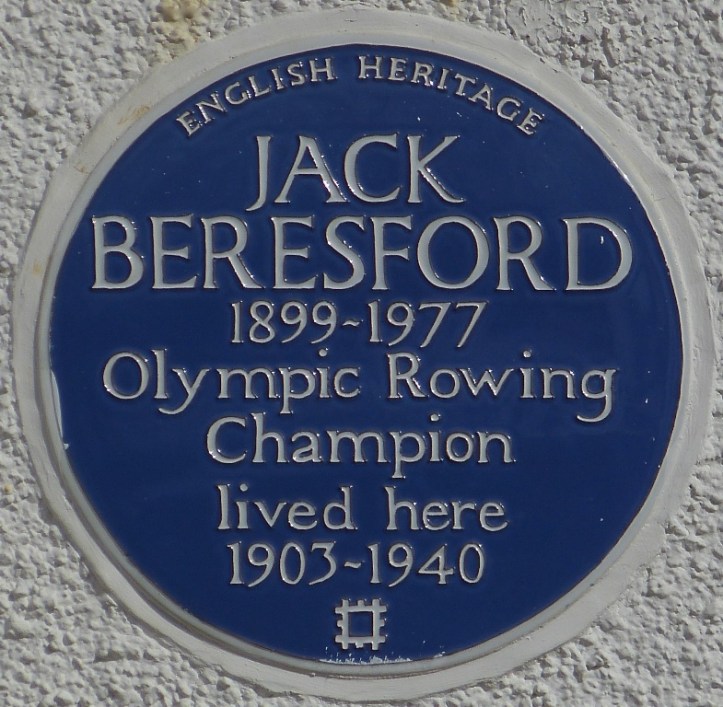 ENGLISH HERITAGE
JACK
BERESFORD
1899-1977
Olympic Rowing
Champion
lived here
1903-1940